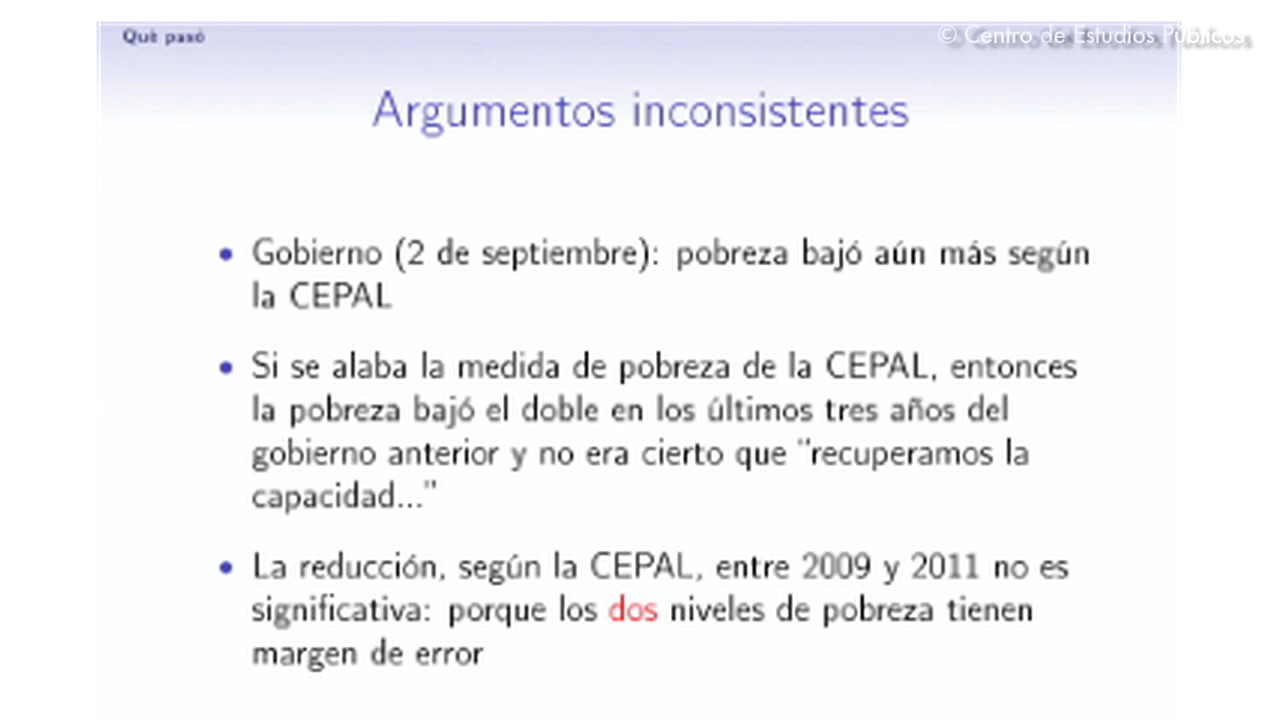 Qué pasó
© Centro de Estudios Públicos
Argumentos inconsistentes
• Gobierno (2 de septiembre): pobreza bajó aún más según
la CEPAL
• Si se alaba la medida de pobreza de la CEPAL, entonces
la pobreza bajó el doble en los últimos tres años del
gobierno anterior y no era cierto que "recuperamos la
capacidad..."
• La reducción, según la CEPAL, entre 2009 y 2011 no es
significativa: porque los dos niveles de pobreza tienen
margen de error